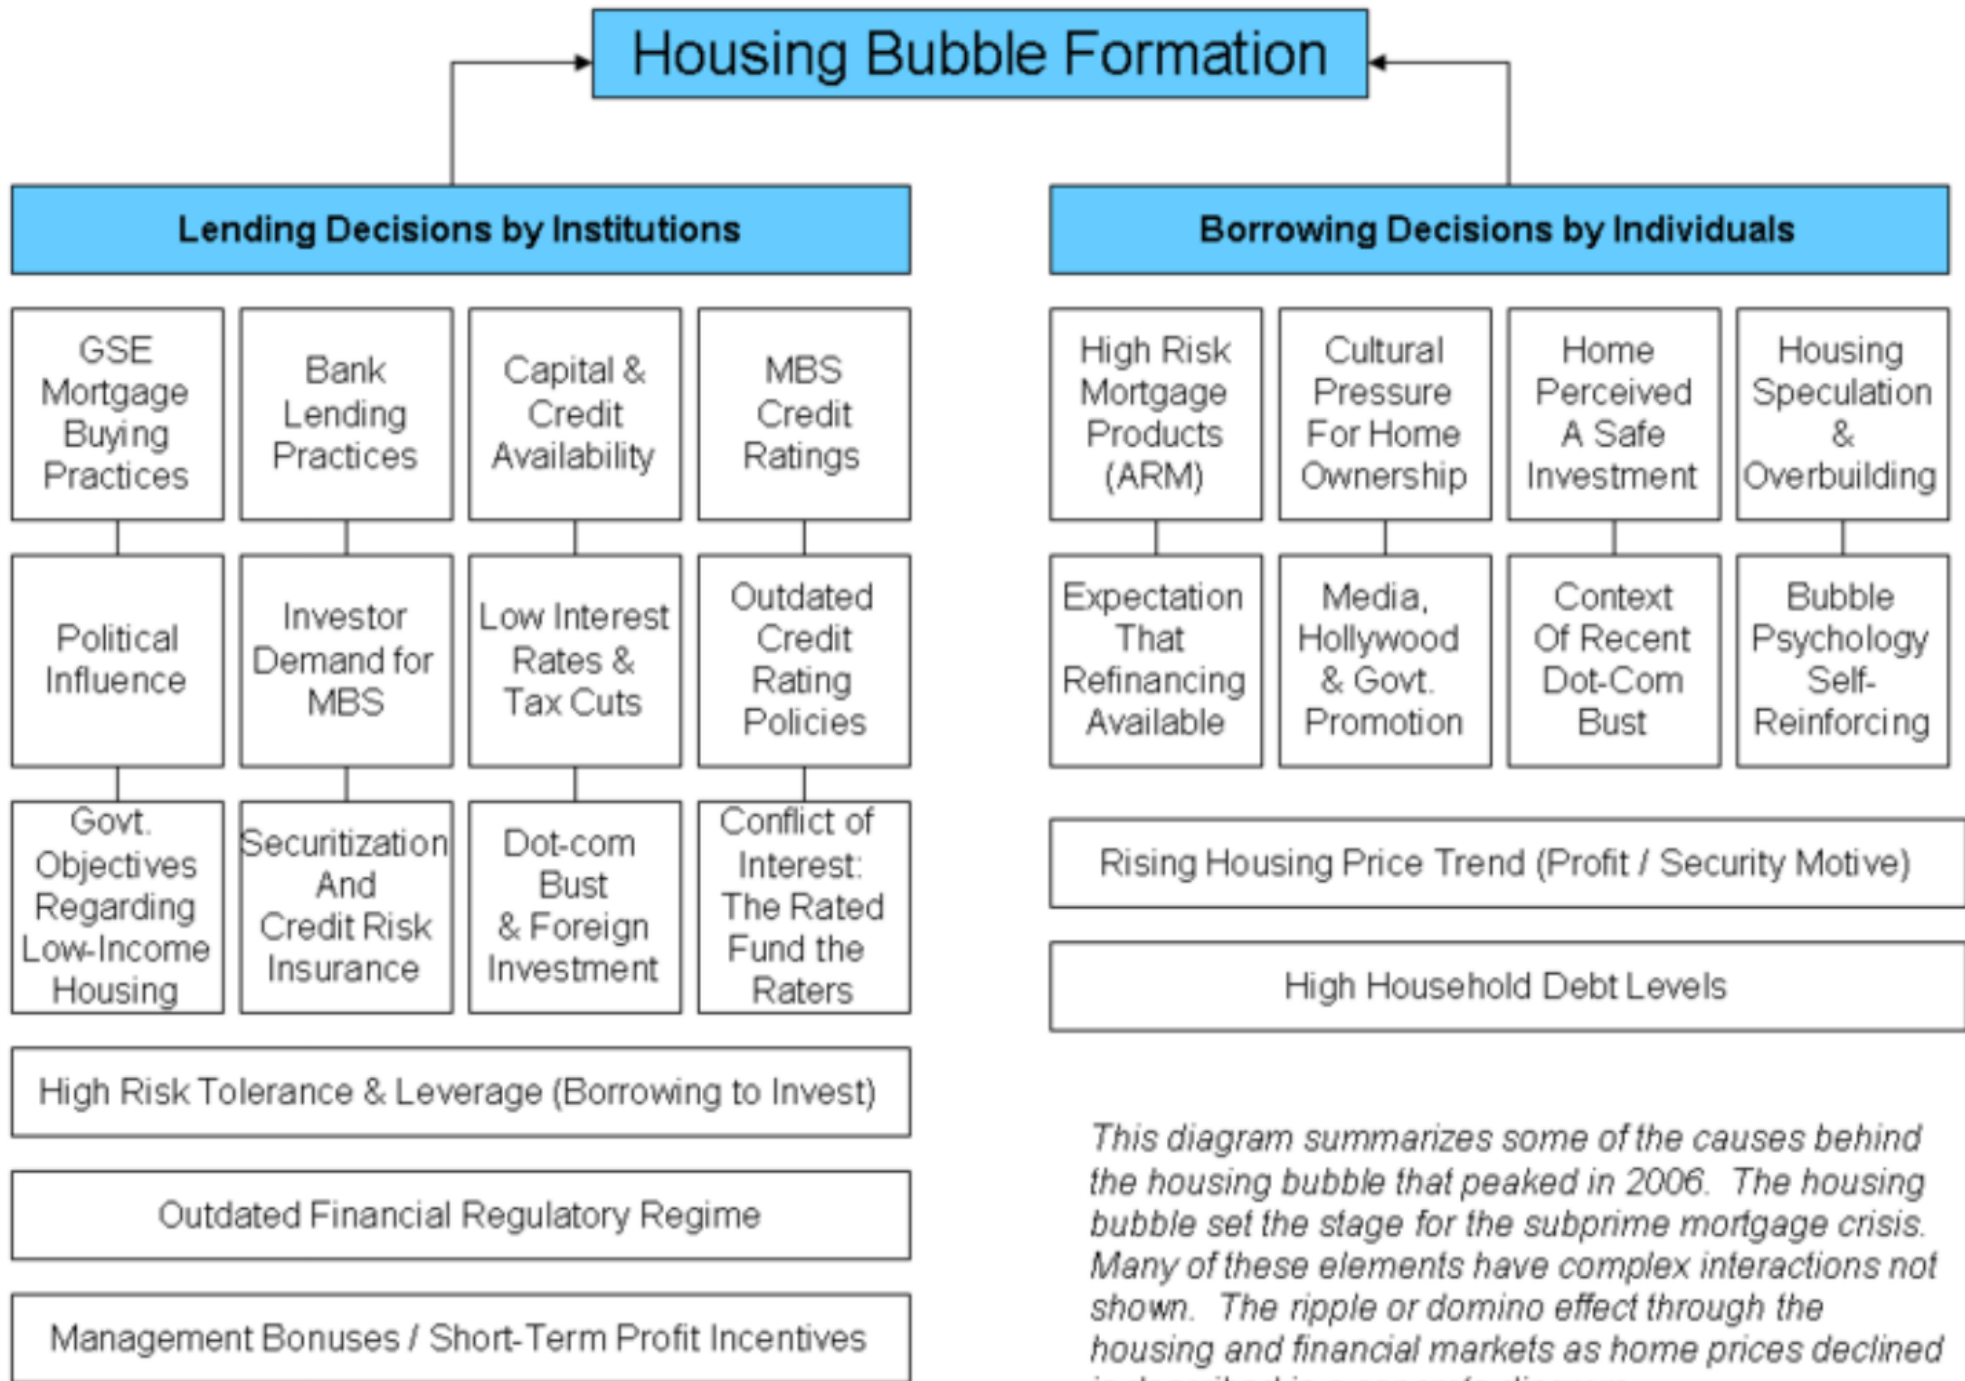 Housing Bubble Formation
Lending Decisions by Institutions
Borrowing Decisions by Individuals
GSE
Mortgage
Buying
Practices
Bank
Lending
Practices
Capital &
Credit
Availability
MBS
Credit
Ratings
High Risk
Mortgage
Products
(ARM)
Cultural
Pressure
For Home
Ownership
Home
Perceived
A Safe
Investment
Housing
Speculation
&
Overbuilding
Political
Influence
Investor
Demand for
MBS
Low Interest
Rates &
Tax Cuts
Outdated
Credit
Rating
Policies
Expectation
That
Refinancing
Available
Media,
Hollywood
& Govt.
Promotion
Context
Of Recent
Dot-Com
Bust
Bubble
Psychology
Self-
Reinforcing
Govt.
Objectives
Regarding
Low-Income
Housing
Securitization
And
Credit Risk
Insurance
Dot-com
Bust
& Foreign
Investment
Conflict of
Interest:
The Rated
Fund the
Raters
Rising Housing Price Trend (Profit / Security Motive)
High Household Debt Levels
High Risk Tolerance & Leverage (Borrowing to Invest)
Outdated Financial Regulatory Regime
Management Bonuses / Short-Term Profit Incentives
This diagram summarizes some of the causes behind
the housing bubble that peaked in 2006. The housing
bubble set the stage for the subprime mortgage crisis.
Many of these elements have complex interactions not
shown. The ripple or domino effect through the
housing and financial markets as home prices declined